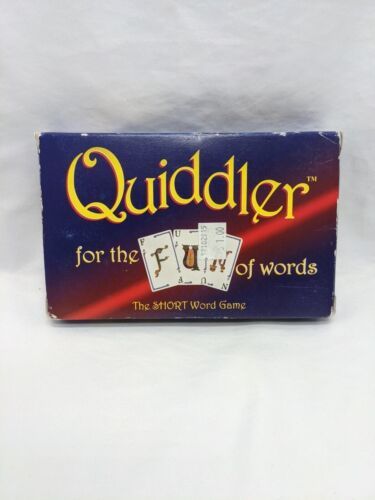 Quiddler™
for the FUN of words
The SHORT Word Game